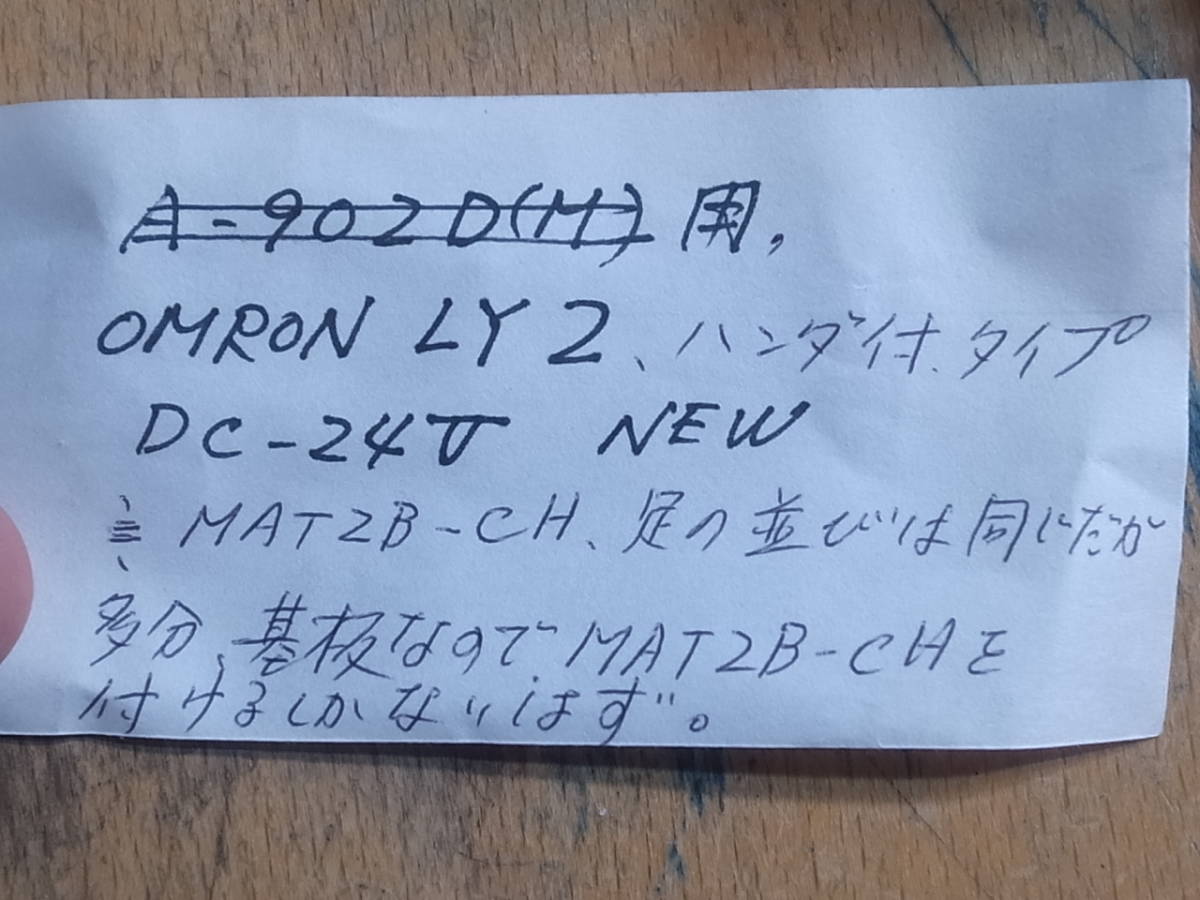 A-902D(M)用,
OMRON LY2、ハンダ付、タイプ
DC-24V NEW
≒ MAT2B-CH、足の並びは同じだが
多分、基板なのでMAT2B-CHを
付けるしかないはず。